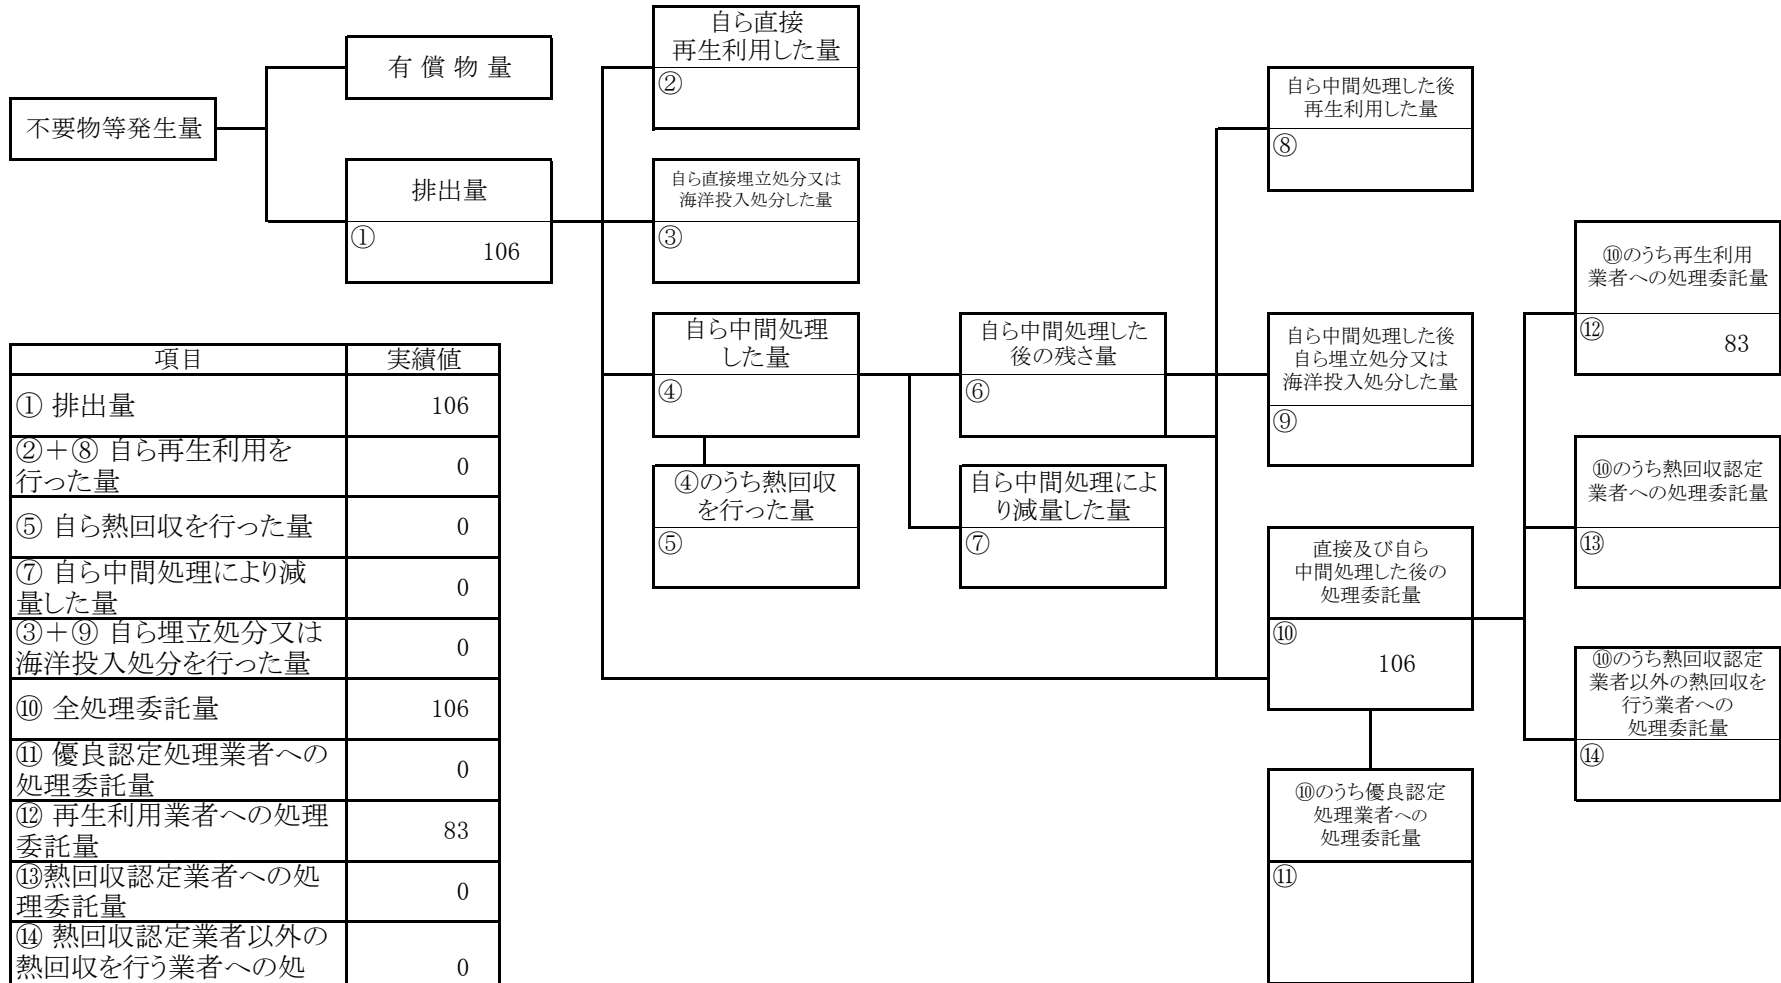 自ら直接
再生利用した量
②
有 償 物 量
不要物等発生量
排出量
①
106
自ら直接埋立処分又は
海洋投入処分した量
③
自ら中間処理した後
再生利用した量
⑧
⑩のうち再生利用
業者への処理委託量
⑫
83
自ら中間処理
した量
④
自ら中間処理した
後の残さ量
⑥
自ら中間処理した後
自ら埋立処分又は
海洋投入処分した量
⑨
④のうち熱回収
を行った量
⑤
自ら中間処理によ
り減量した量
⑦
⑩のうち熱回収認定
業者への処理委託量
⑬
直接及び自ら
中間処理した後の
処理委託量
⑩
106
⑩のうち熱回収認定
業者以外の熱回収を
行う業者への
処理委託量
⑭
⑩のうち優良認定
処理業者への
処理委託量
⑪
項目 実績値
① 排出量 106
②＋⑧ 自ら再生利用を
行った量 0
⑤ 自ら熱回収を行った量 0
⑦ 自ら中間処理により減
量した量 0
③＋⑨ 自ら埋立処分又は
海洋投入処分を行った量 0
⑩ 全処理委託量 106
⑪ 優良認定処理業者への
処理委託量 0
⑫ 再生利用業者への処理
委託量 83
⑬熱回収認定業者への処
理委託量 0
⑭ 熱回収認定業者以外の
熱回収を行う業者への処 0